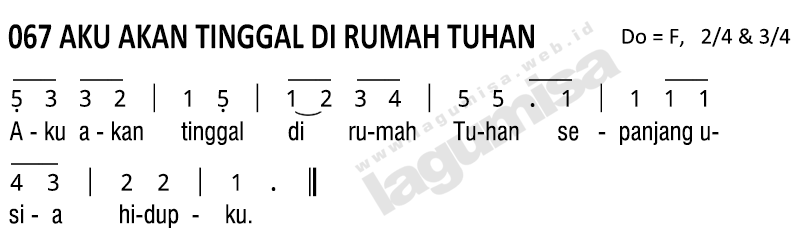 067 AKU AKAN TINGGAL DI RUMAH TUHAN Do = F, 2/4 & 3/4
5̣ 3 3 2 | 1 5̣ | 1 2 3 4 | 5 5 . 1 | 1 1 1
A - ku a - kan tinggal di ru-mah Tu-han se - panjang u-
4 3 | 2 2 | 1 . ||
si - a hi-dup - ku.
www.lagumisa.web.id
lagumisa